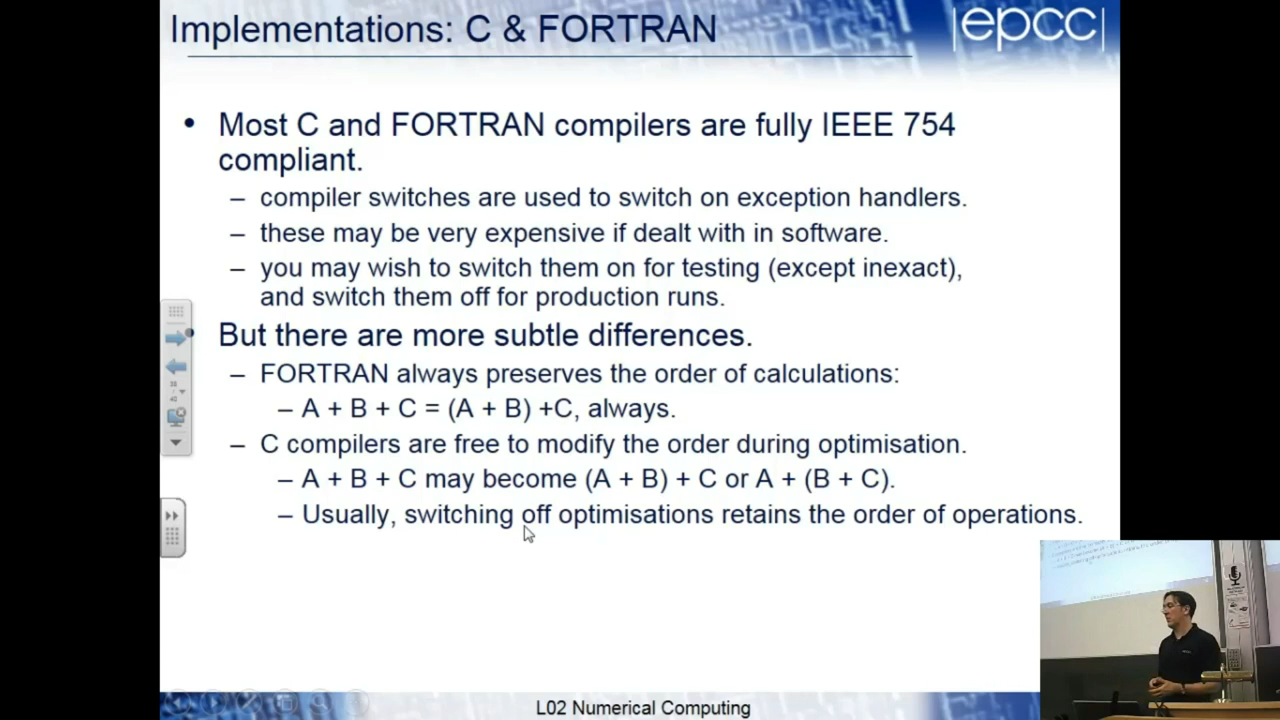 Implementations: C & FORTRAN
|epcc|
• Most C and FORTRAN compilers are fully IEEE 754
compliant.
– compiler switches are used to switch on exception handlers.
– these may be very expensive if dealt with in software.
– you may wish to switch them on for testing (except inexact),
and switch them off for production runs.
• But there are more subtle differences.
– FORTRAN always preserves the order of calculations:
– A + B + C = (A + B) +C, always.
– C compilers are free to modify the order during optimisation.
– A + B + C may become (A + B) + C or A + (B + C).
– Usually, switching off optimisations retains the order of operations.
L02 Numerical Computing